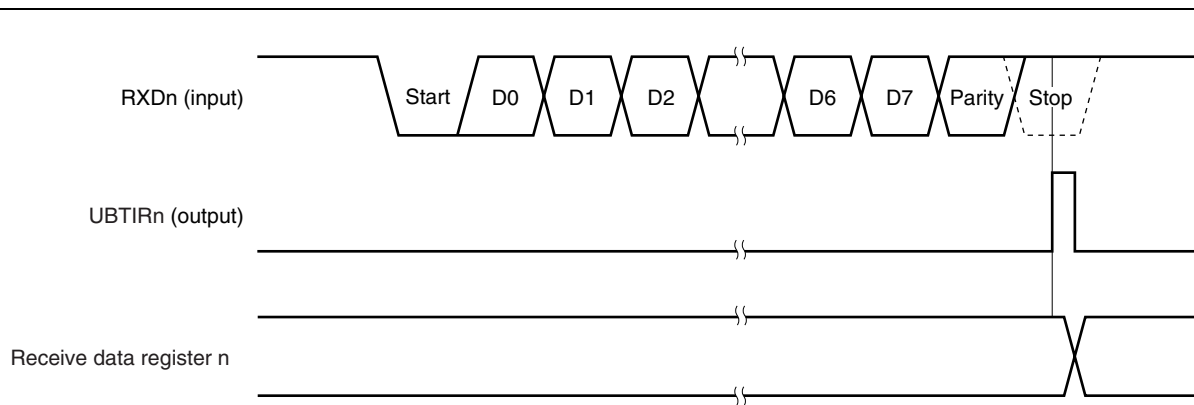 RXDn (input)
Start D0 D1 D2 D6 D7 Parity Stop
UBTIRn (output)
Receive data register n